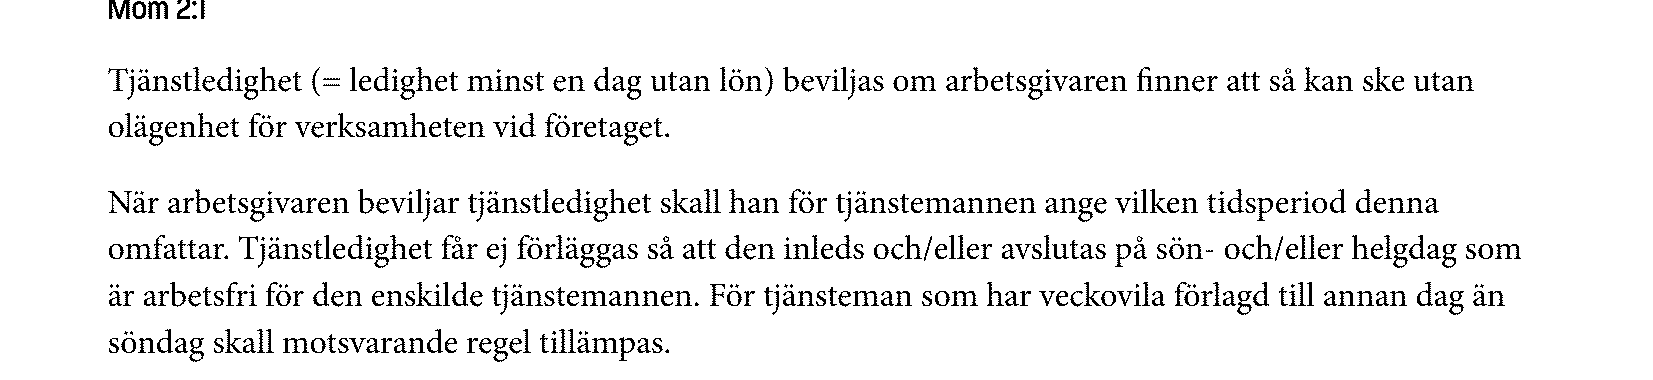 Mom 2:1
Tjänstledighet (= ledighet minst en dag utan lön) beviljas om arbetsgivaren finner att så kan ske utan
olägenhet för verksamheten vid företaget.
När arbetsgivaren beviljar tjänstledighet skall han för tjänstemannen ange vilken tidsperiod denna
omfattar. Tjänstledighet får ej förläggas så att den inleds och/eller avslutas på sön- och/eller helgdag som
är arbetsfri för den enskilde tjänstemannen. För tjänsteman som har veckovila förlagd till annan dag än
söndag skall motsvarande regel tillämpas.